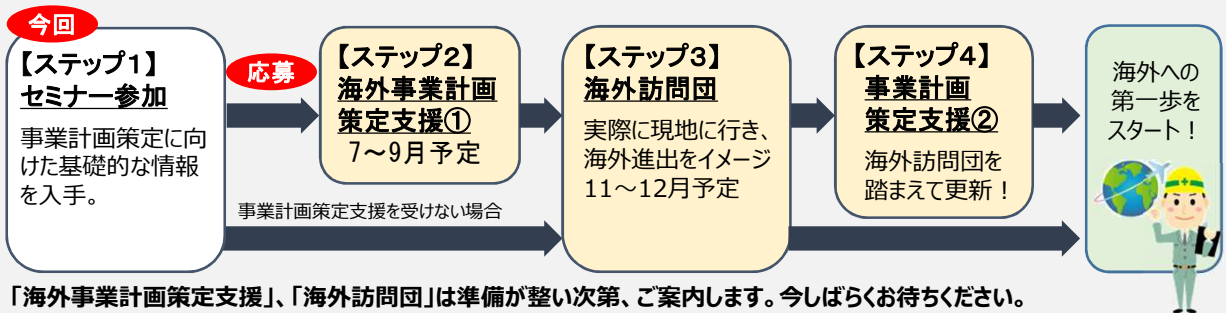 今回
【ステップ1】
セミナー参加
事業計画策定に向
けた基礎的な情報
を入手。
応募
【ステップ2】
海外事業計画
策定支援①
7~9月予定
事業計画策定支援を受けない場合
【ステップ3】
海外訪問団
実際に現地に行き、
海外進出をイメージ
11~12月予定
【ステップ4】
事業計画
策定支援②
海外訪問団を
踏まえて更新！
海外への
第一歩を
スタート！
「海外事業計画策定支援」、「海外訪問団」は準備が整い次第、ご案内します。今しばらくお待ちください。